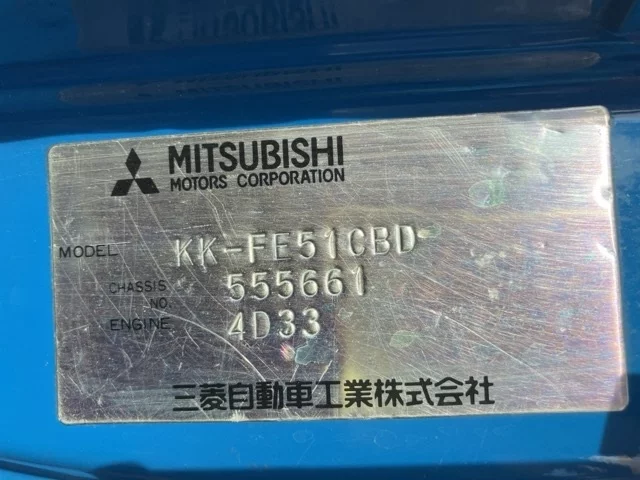 MITSUBISHI
MOTORS CORPORATION
MODEL KK-FE51CBD
CHASSIS NO. 555661
ENGINE 4D33
三菱自動車工業株式会社